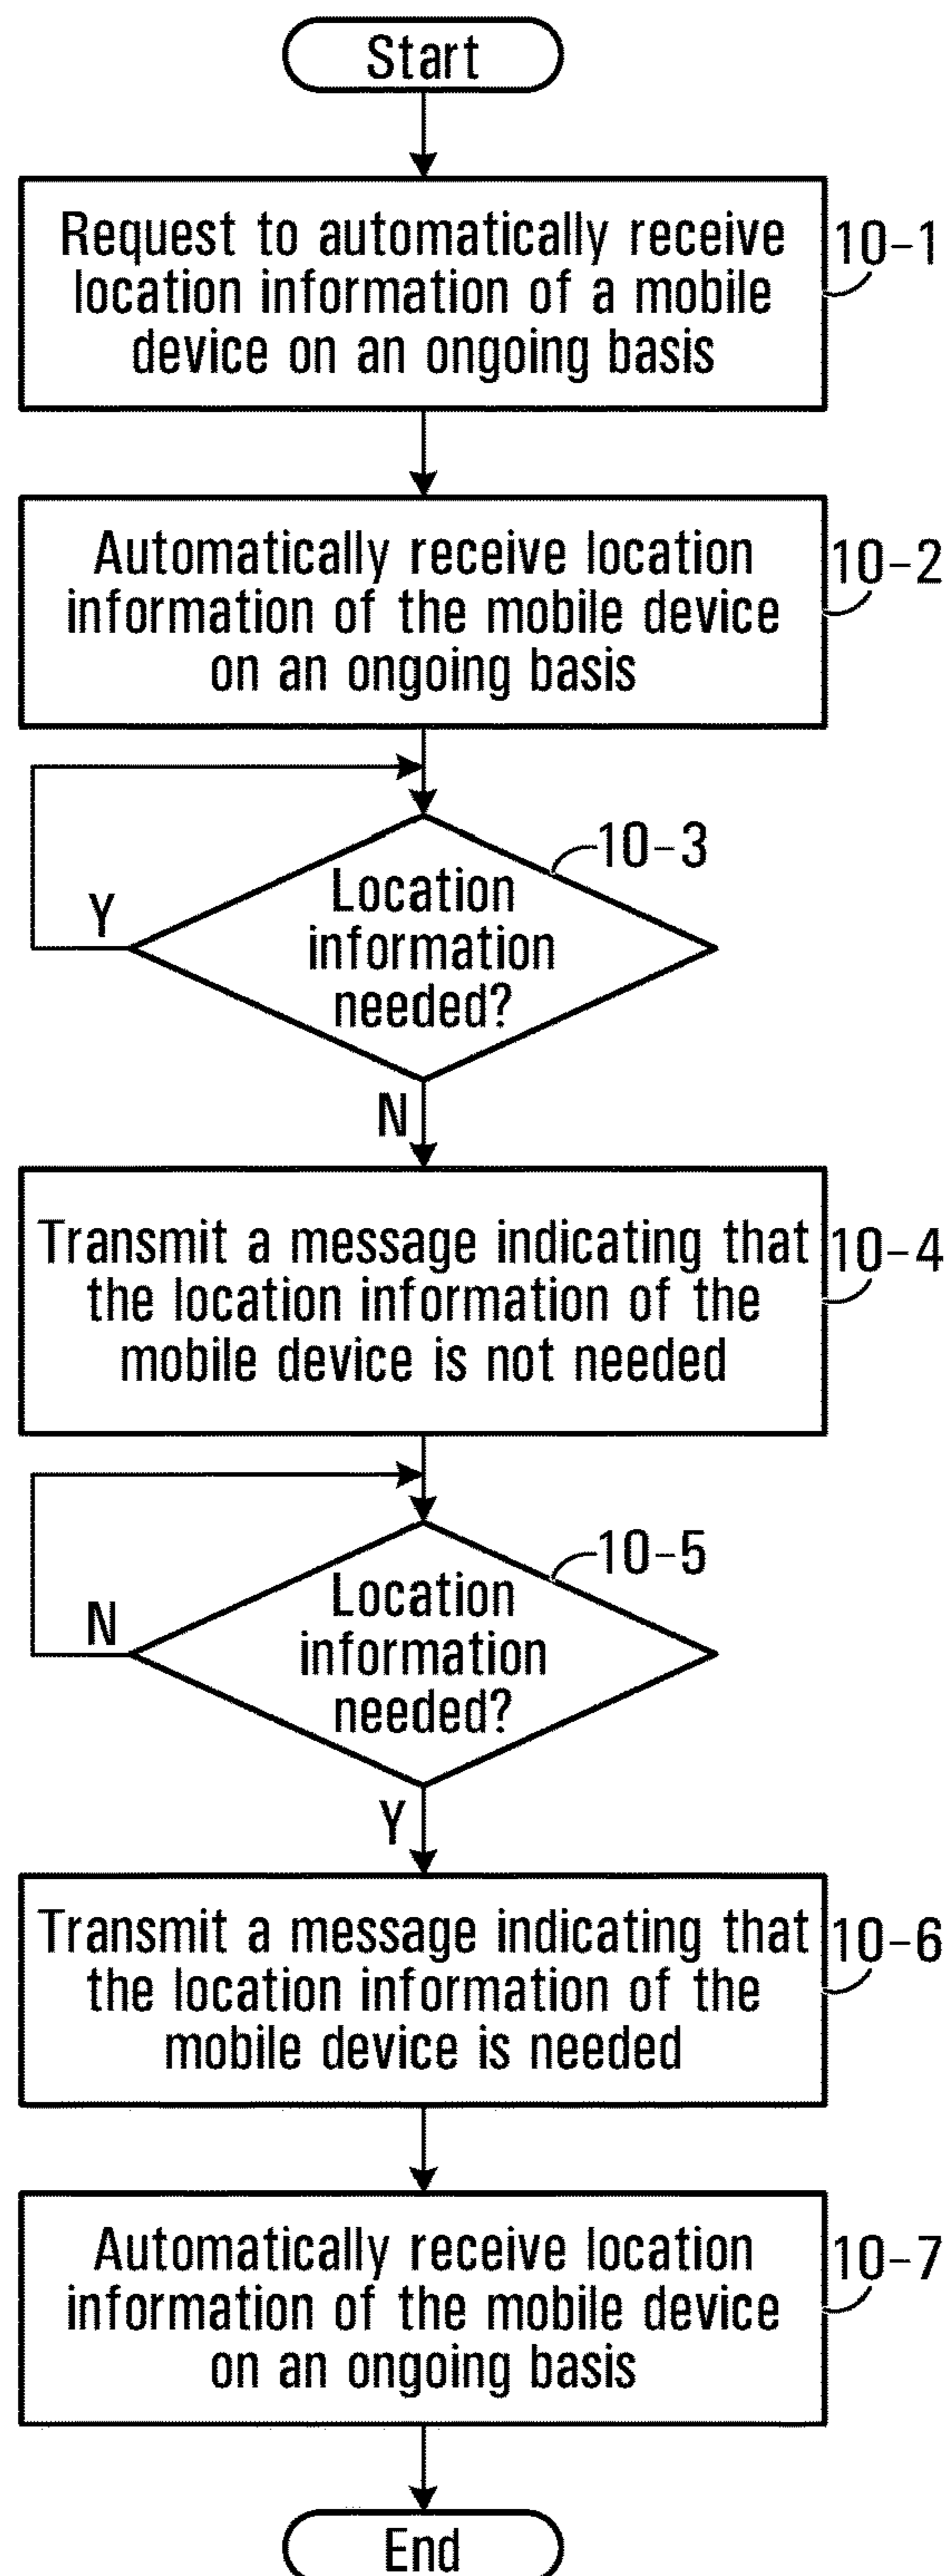 Start
Request to automatically receive
location information of a mobile
device on an ongoing basis
10-1
Automatically receive location
information of the mobile device
on an ongoing basis
10-2
10-3
Location
information
needed?
Y
N
Transmit a message indicating that
the location information of the
mobile device is not needed
10-4
10-5
Location
information
needed?
N
Y
Transmit a message indicating that
the location information of the
mobile device is needed
10-6
Automatically receive location
information of the mobile device
on an ongoing basis
10-7
End